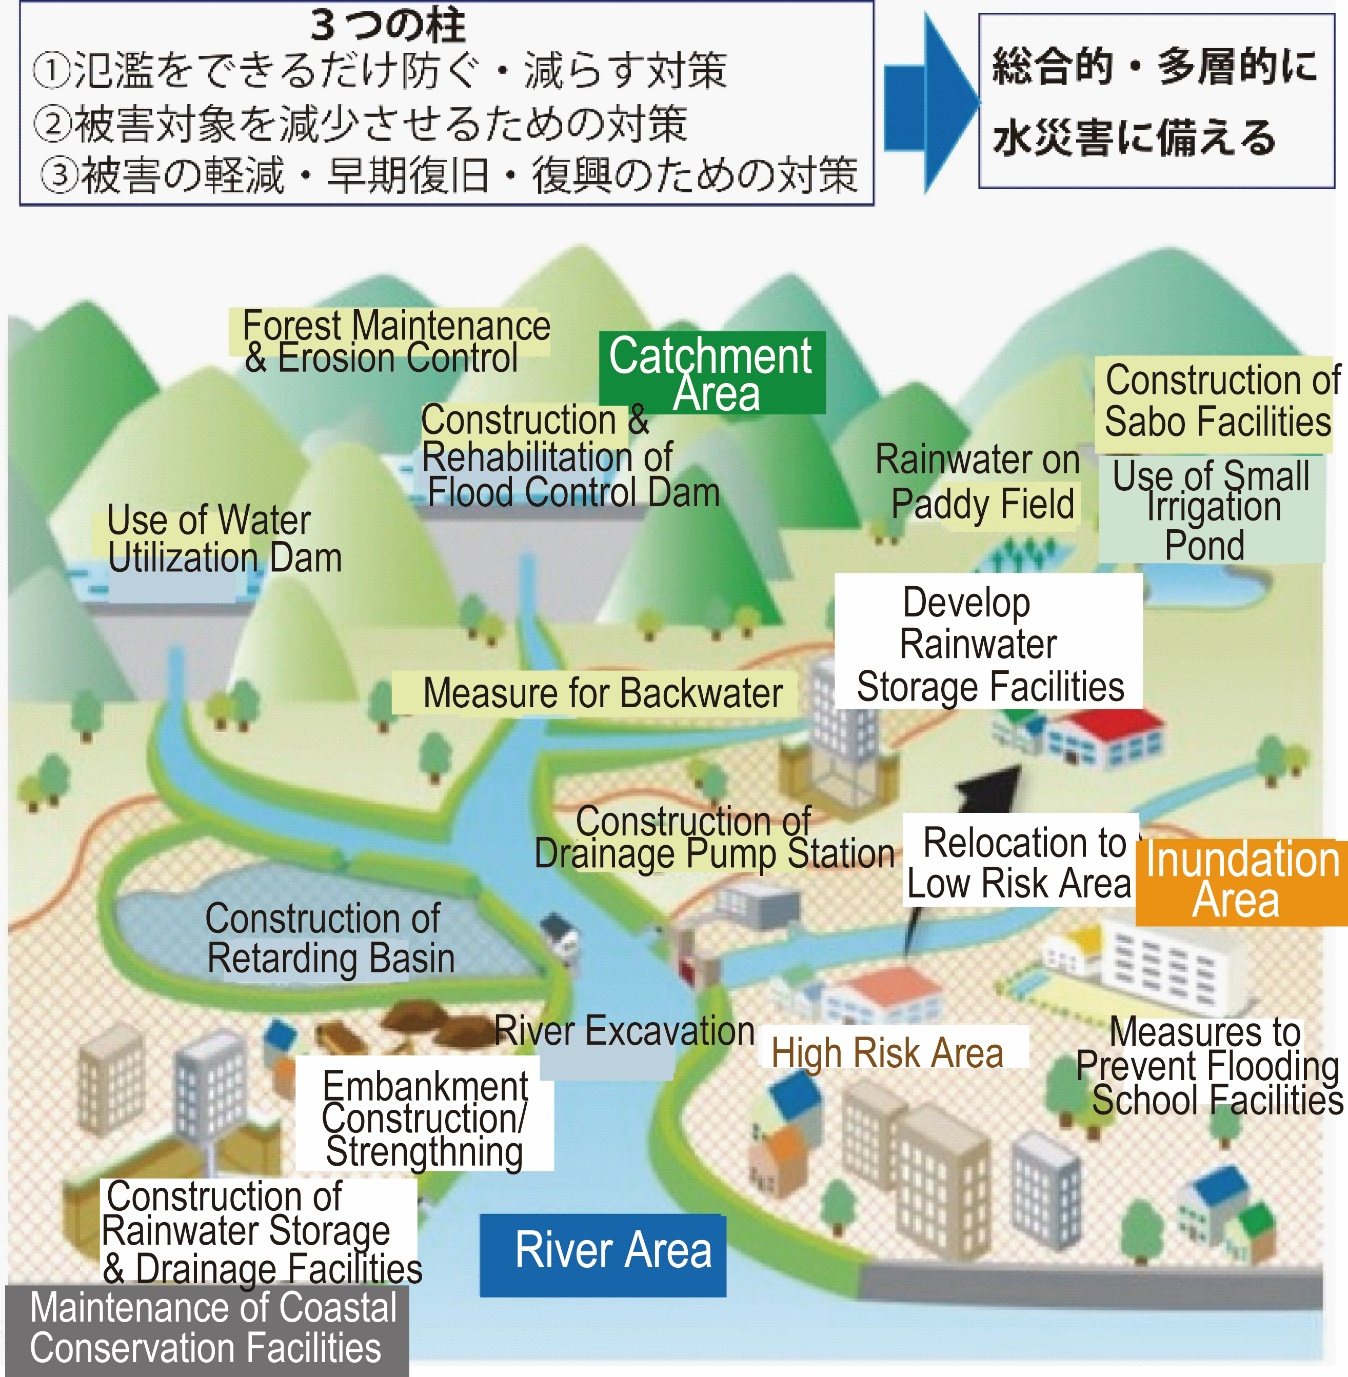 3つの柱
①氾濫をできるだけ防ぐ・減らす対策
②被害対象を減少させるための対策
③被害の軽減・早期復旧・復興のための対策
総合的・多層的に
水災害に備える
Forest Maintenance
& Erosion Control
Catchment
Area
Construction of
Sabo Facilities
Construction &
Rehabilitation of
Flood Control Dam
Rainwater on
Paddy Field
Use of Small
Irrigation
Pond
Use of Water
Utilization Dam
Develop
Rainwater
Storage Facilities
Measure for Backwater
Construction of
Drainage Pump Station
Relocation to
Low Risk Area
Inundation
Area
Construction of
Retarding Basin
River Excavation
High Risk Area
Measures to
Prevent Flooding
School Facilities
Embankment
Construction/
Strengthning
Construction of
Rainwater Storage
& Drainage Facilities
River Area
Maintenance of Coastal
Conservation Facilities